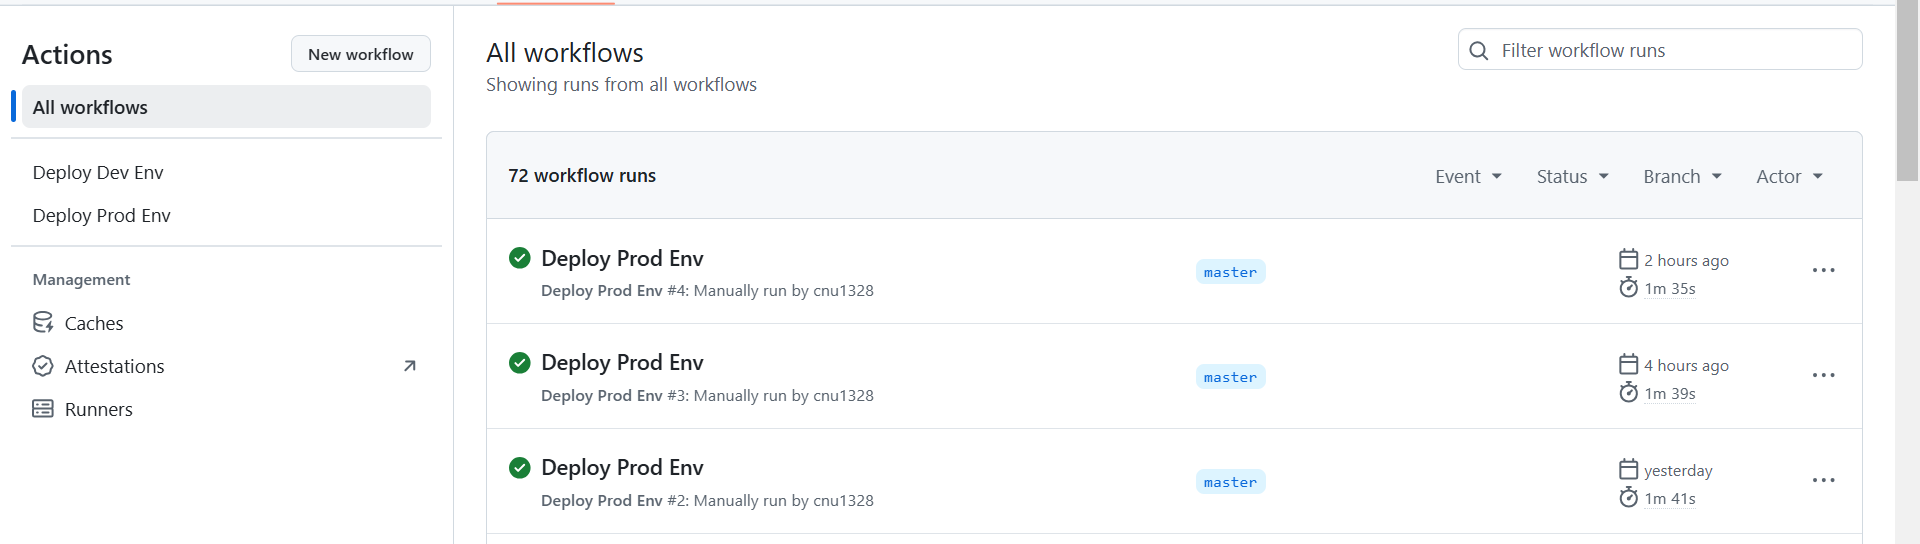 Actions
New workflow
All workflows
Deploy Dev Env
Deploy Prod Env
Management
Caches
Attestations
Runners
All workflows
Showing runs from all workflows
Filter workflow runs
72 workflow runs
Event
Status
Branch
Actor
Deploy Prod Env
Deploy Prod Env #4: Manually run by cnu1328
master
2 hours ago
1m 35s
Deploy Prod Env
Deploy Prod Env #3: Manually run by cnu1328
master
4 hours ago
1m 39s
Deploy Prod Env
Deploy Prod Env #2: Manually run by cnu1328
master
yesterday
1m 41s